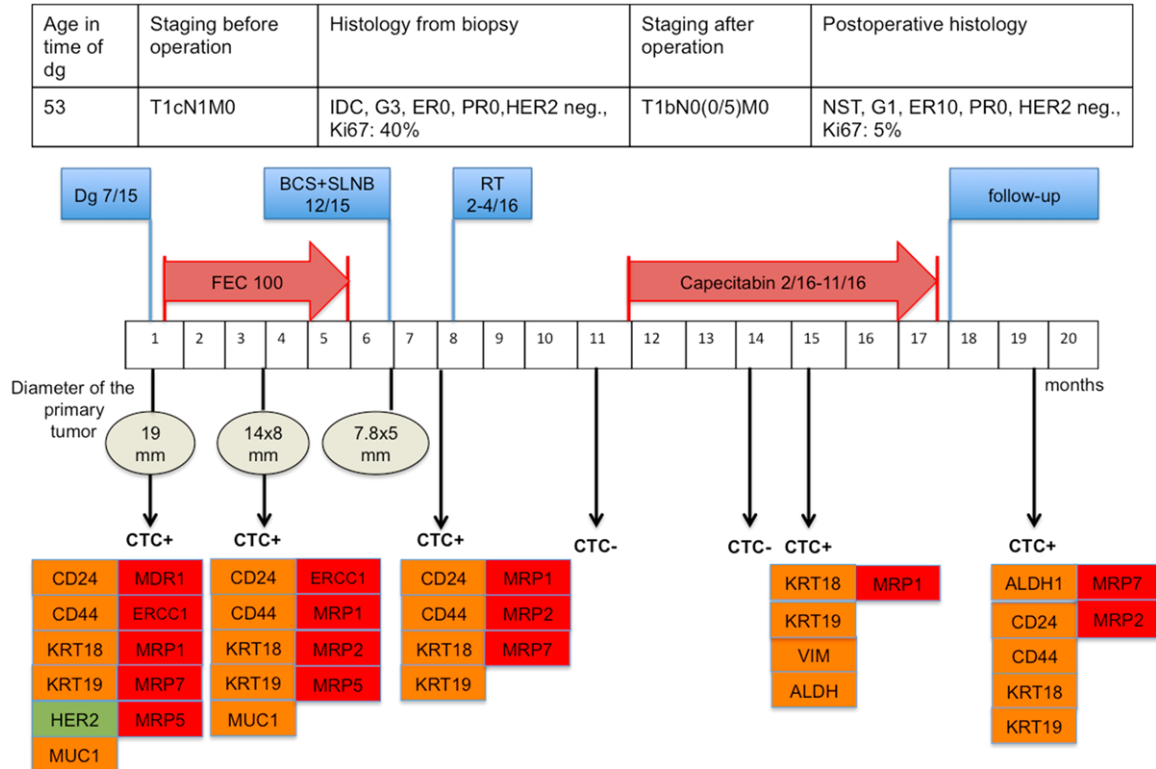 Age in
time of
dg
Staging before
operation
Histology from biopsy
Staging after
operation
Postoperative histology
53
T1cN1M0
IDC, G3, ER0, PR0,HER2 neg.,
Ki67: 40%
T1bN0(0/5)M0
NST, G1, ER10, PR0, HER2 neg.,
Ki67: 5%
Dg 7/15
BCS+SLNB
12/15
RT
2-4/16
follow-up
FEC 100
Capecitabin 2/16-11/16
1 2 3 4 5 6 7 8 9 10 11 12 13 14 15 16 17 18 19 20
months
Diameter of the
primary
tumor
19
mm
14x8
mm
7.8x5
mm
CTC+
CD24 MDR1
CD44 ERCC1
KRT18 MRP1
KRT19 MRP7
HER2 MRP5
MUC1
CTC+
CD24 ERCC1
CD44 MRP1
KRT18 MRP2
KRT19 MRP5
MUC1
CTC+
CD24 MRP1
CD44 MRP2
KRT18 MRP7
KRT19
CTC-
CTC-
CTC+
KRT18 MRP1
KRT19
VIM
ALDH
CTC+
ALDH1 MRP7
CD24 MRP2
CD44
KRT18
KRT19